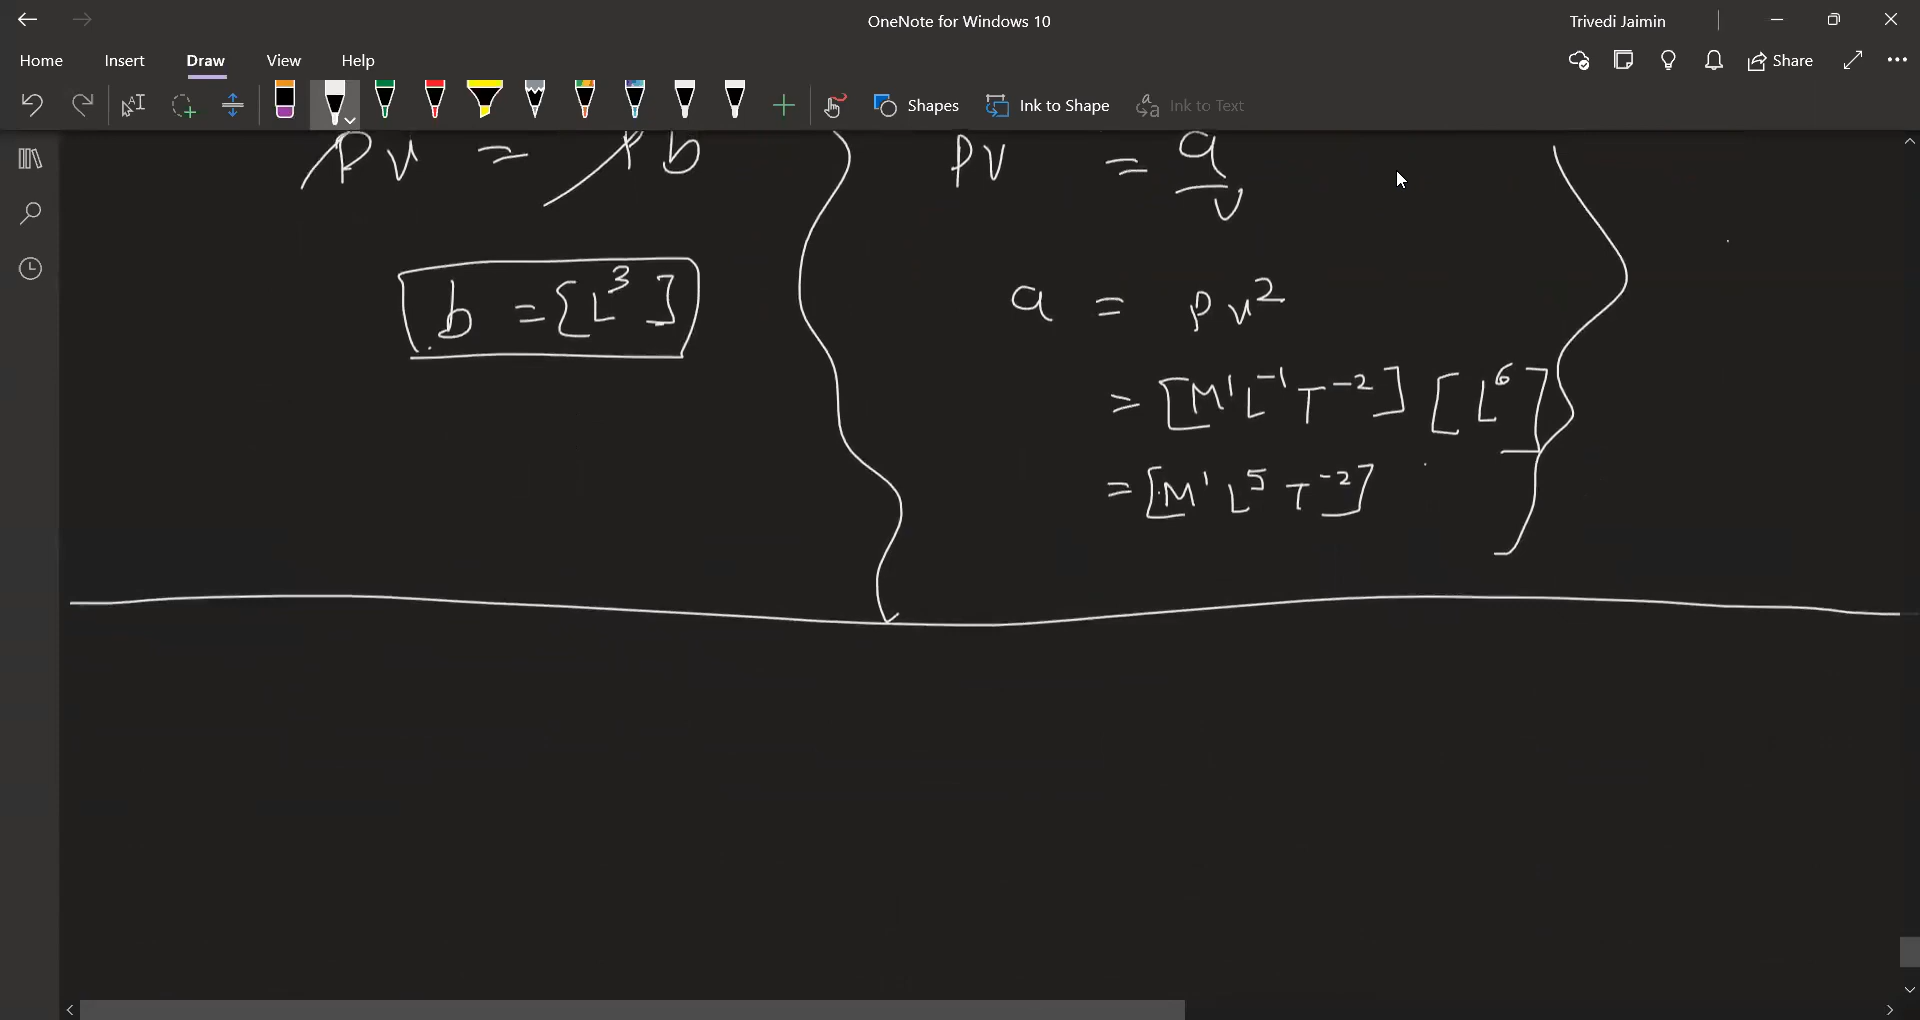 OneNote for Windows 10
Trivedi Jaimin
Home Insert Draw View Help
Share
Shapes Ink to Shape Ink to Text
PV = Pb
b = [L³]
PV = a/V
a = PV²
= [M¹L⁻¹T⁻²] [L⁶]
= [M¹L⁵T⁻²]